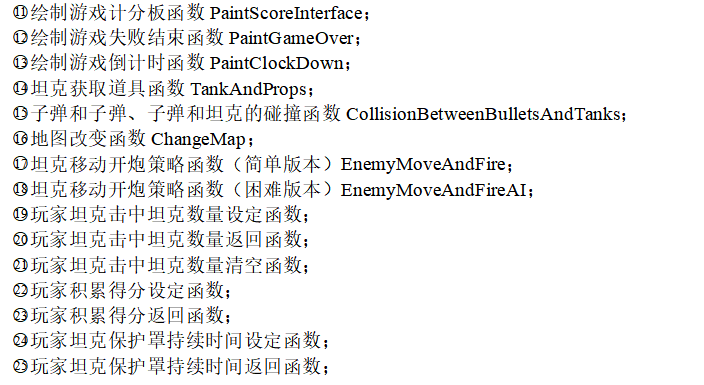 ⑪绘制游戏计分板函数 PaintScoreInterface；
⑫绘制游戏失败结束函数 PaintGameOver；
⑬绘制游戏倒计时函数 PaintClockDown；
⑭坦克获取道具函数 TankAndProps；
⑮子弹和子弹、子弹和坦克的碰撞函数 CollisionBetweenBulletsAndTanks；
⑯地图改变函数 ChangeMap；
⑰坦克移动开炮策略函数（简单版本）EnemyMoveAndFire；
⑱坦克移动开炮策略函数（困难版本）EnemyMoveAndFireAI；
⑲玩家坦克击中坦克数量设定函数；
⑳玩家坦克击中坦克数量返回函数；
㉑玩家坦克击中坦克数量清空函数；
㉒玩家积累得分设定函数；
㉓玩家积累得分返回函数；
㉔玩家坦克保护罩持续时间设定函数；
㉕玩家坦克保护罩持续时间返回函数；